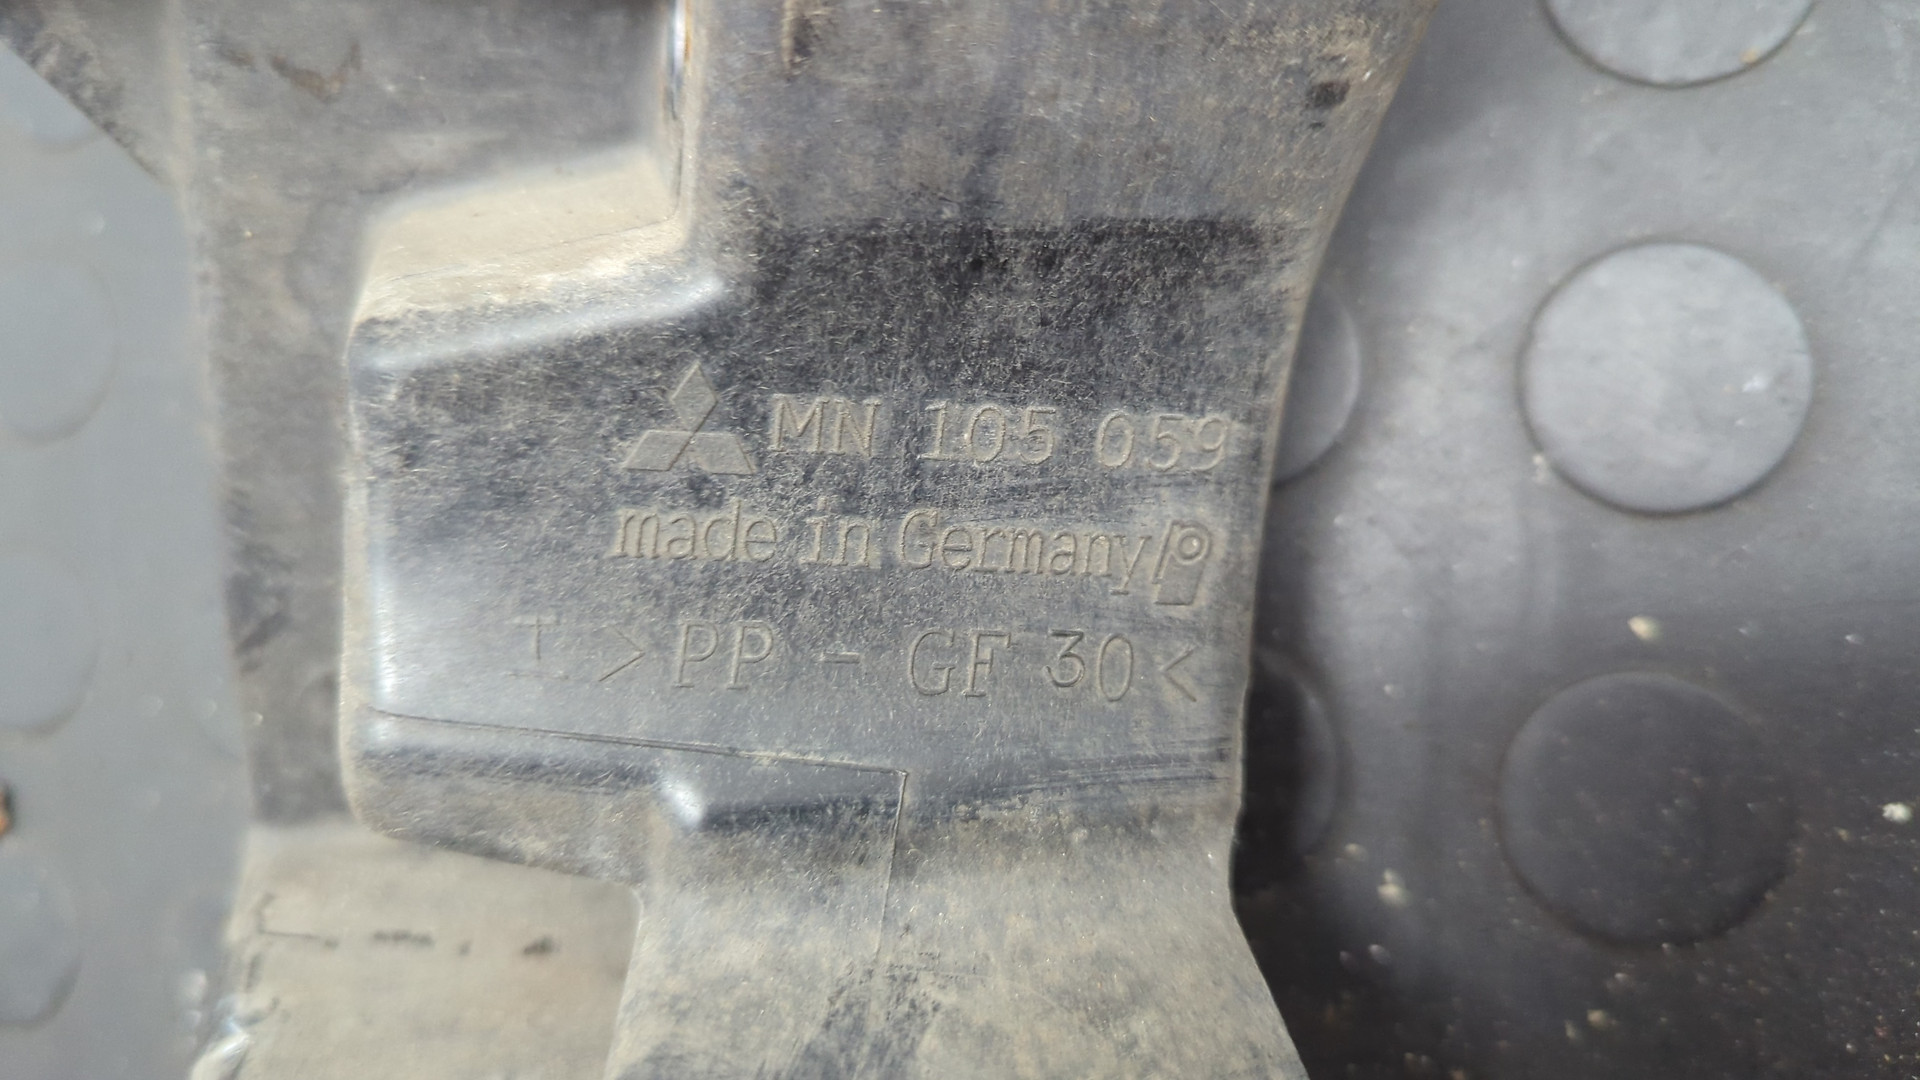 MN 105 059
made in Germany
>PP - GF 30<